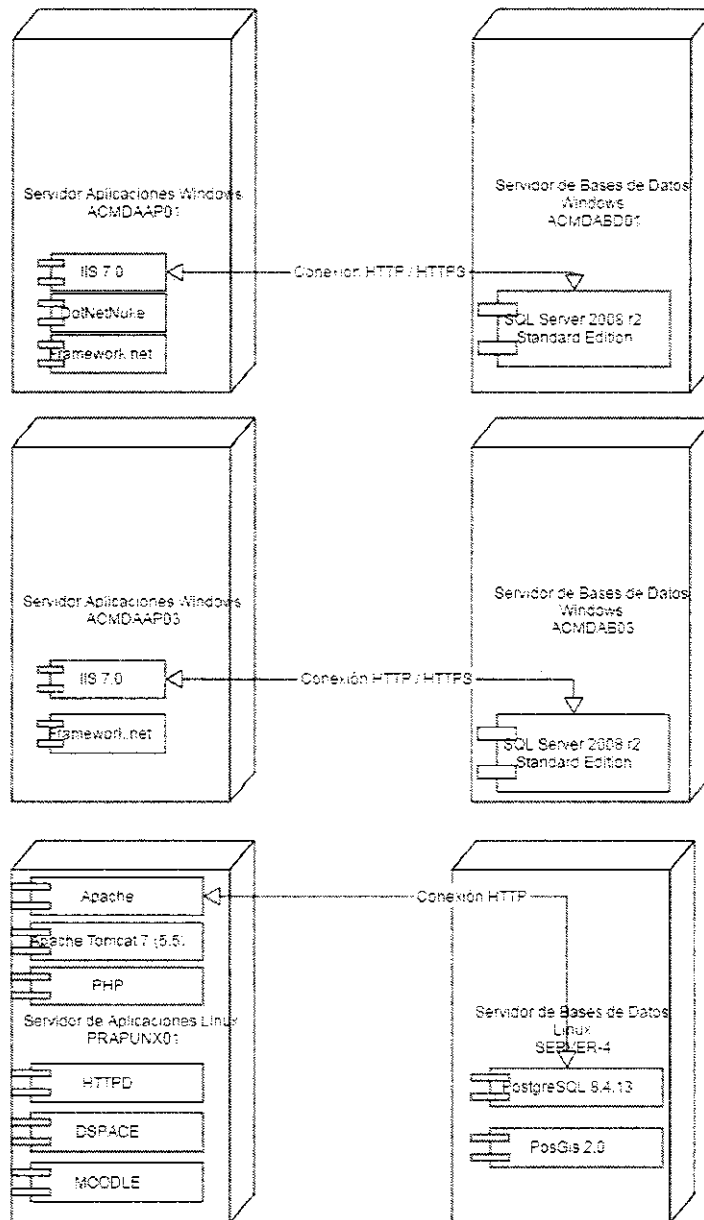 Servidor Aplicaciones Windows
ACMDAAP01
IIS 7.0
DotNetNuke
Framework.net
Conexión HTTP / HTTPS
Servidor de Bases de Datos
Windows
ACMDABD01
SQL Server 2008 r2
Standard Edition
Servidor Aplicaciones Windows
ACMDAAP03
IIS 7.0
Framework.net
Conexión HTTP / HTTPS
Servidor de Bases de Datos
Windows
ACMDAB03
SQL Server 2008 r2
Standard Edition
Apache
Apache Tomcat 7 (5.5)
PHP
Servidor de Aplicaciones Linux
PRAPUNX01
HTTPD
DSPACE
MOODLE
Conexión HTTP
Servidor de Bases de Datos
Linux
SERVER-4
PostgreSQL 8.4.13
PosGis 2.0